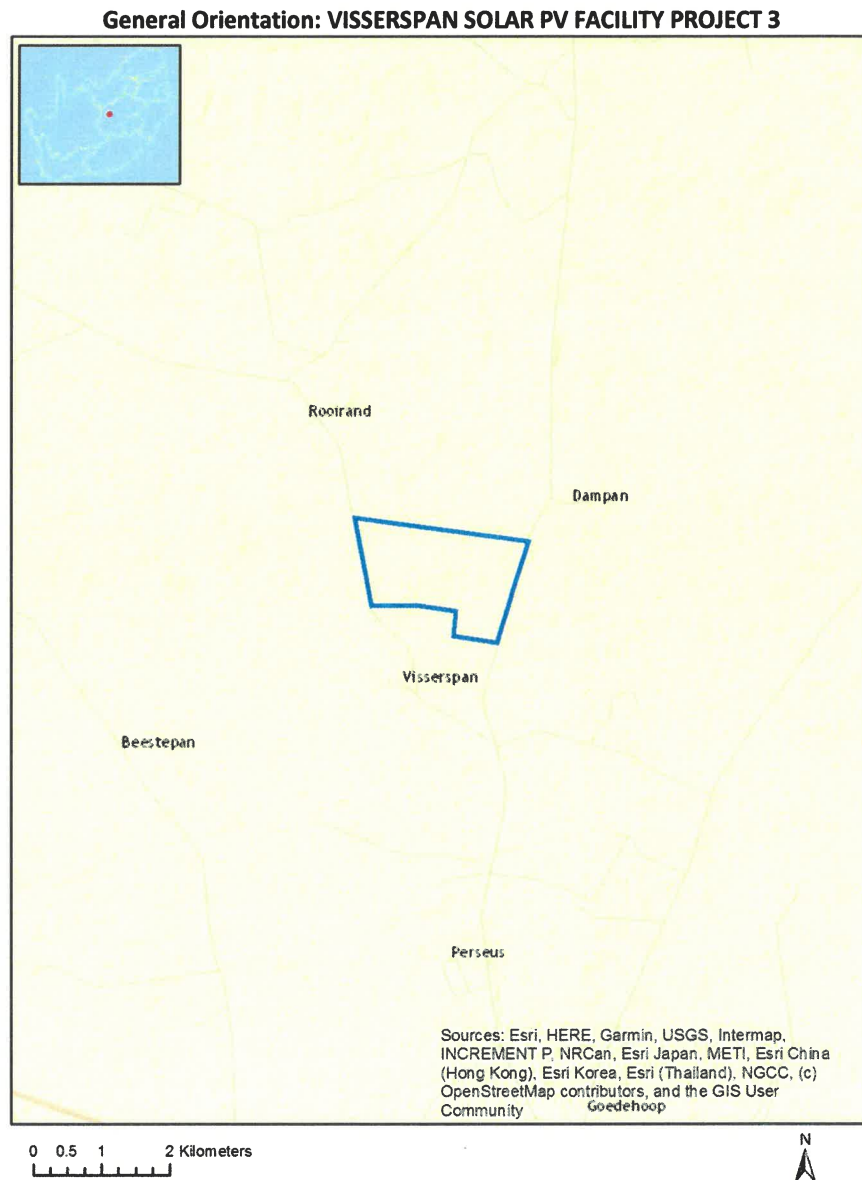 General Orientation: VISSERSPAN SOLAR PV FACILITY PROJECT 3
Rooirand
Dampan
Visserspan
Beestepan
Perseus
Sources: Esri, HERE, Garmin, USGS, Intermap,
INCREMENT P, NRCan, Esri Japan, METI, Esri China
(Hong Kong), Esri Korea, Esri (Thailand), NGCC, (c)
OpenStreetMap contributors, and the GIS User
Community
Goedehoop
0 0.5 1 2 Kilometers
N